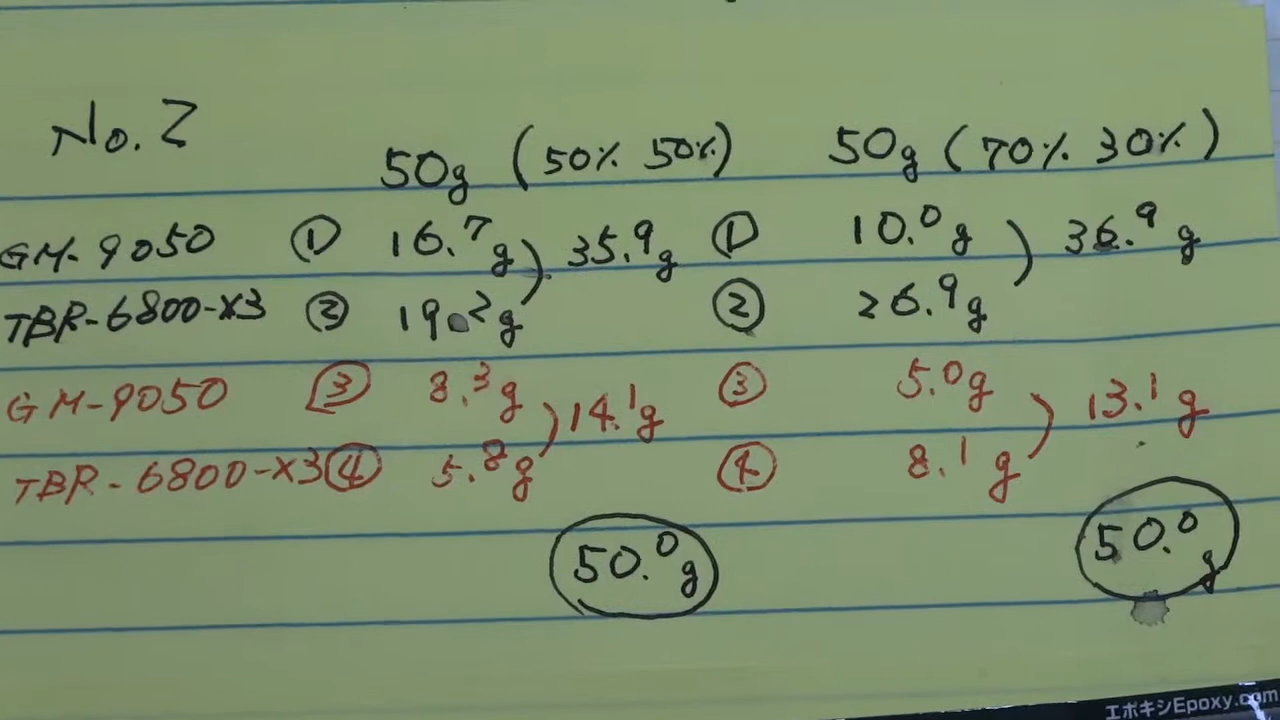 No. 2
50g (50% 50%) 50g (70% 30%)
GM-9050 ① 16.7g ) 35.9g ① 10.0g ) 36.9g
TBR-6800-X3 ② 19.2g ② 26.9g
GM-9050 ③ 8.3g ) 14.1g ③ 5.0g ) 13.1g
TBR-6800-X3 ④ 5.8g ④ 8.1g
50.0g 50.0g
エポキシEpoxy.com